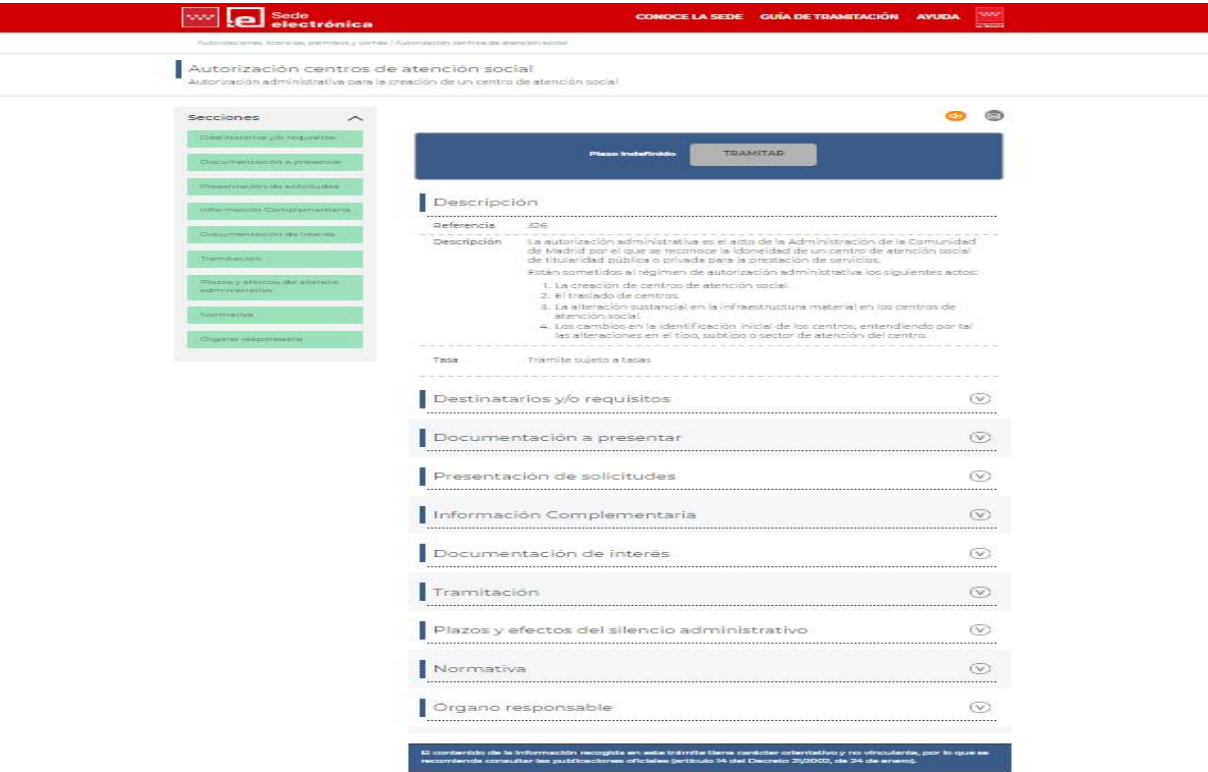 Sede
electrónica
CONOCE LA SEDE GUÍA DE TRAMITACIÓN AYUDA
Autorizaciones, licencias, permisos y carnés / Autorización centros de atención social
Autorización centros de atención social
Autorización administrativa para la creación de un centro de atención social
Secciones
Destinatarios y/o requisitos
Documentación a presentar
Presentación de solicitudes
Información Complementaria
Documentación de interés
Tramitación
Plazos y efectos del silencio
administrativo
Normativa
Órgano responsable
Plazo indefinido TRAMITAR
Descripción
Referencia 326
Descripción La autorización administrativa es el acto de la Administración de la Comunidad
de Madrid por el que se reconoce la idoneidad de un centro de atención social
de titularidad pública o privada para la prestación de servicios.
Están sometidos al régimen de autorización administrativa los siguientes actos:
1. La creación de centros de atención social.
2. El traslado de centros.
3. La alteración sustancial en la infraestructura material en los centros de
atención social.
4. Los cambios en la identificación inicial de los centros, entendiendo por tal
las alteraciones en el tipo, subtipo o sector de atención del centro.
Tasa Trámite sujeto a tasas
Destinatarios y/o requisitos
Documentación a presentar
Presentación de solicitudes
Información Complementaria
Documentación de interés
Tramitación
Plazos y efectos del silencio administrativo
Normativa
Órgano responsable
El contenido de la información recogida en este trámite tiene carácter orientativo y no vinculante, por lo que se
recomienda consultar las publicaciones oficiales (artículo 14 del Decreto 21/2002, de 24 de enero).